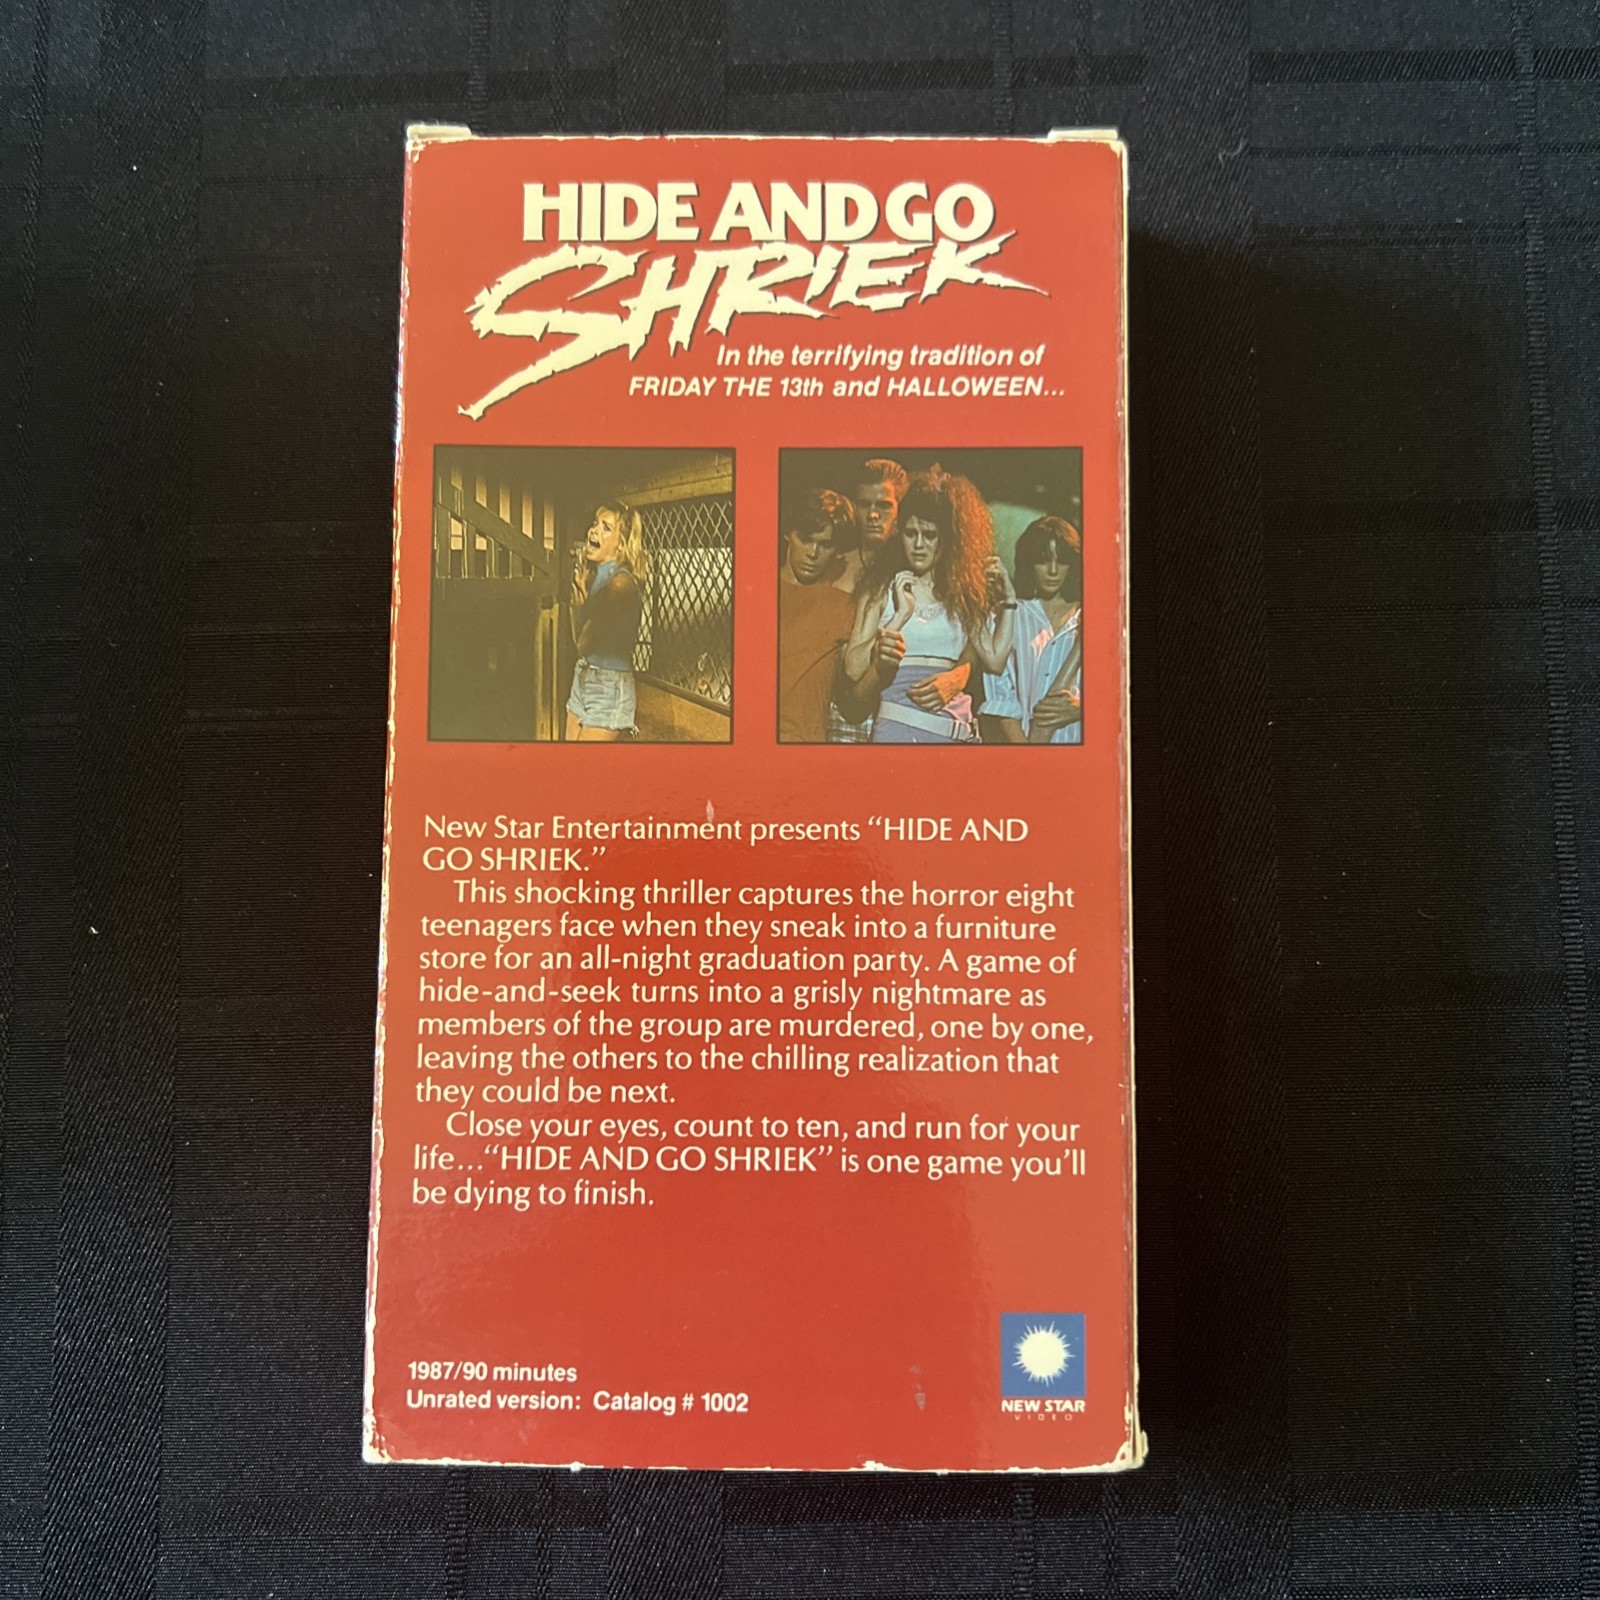 HIDE AND GO
SHRIEK
In the terrifying tradition of
FRIDAY THE 13th and HALLOWEEN...
New Star Entertainment presents “HIDE AND
GO SHRIEK.”
This shocking thriller captures the horror eight
teenagers face when they sneak into a furniture
store for an all-night graduation party. A game of
hide-and-seek turns into a grisly nightmare as
members of the group are murdered, one by one,
leaving the others to the chilling realization that
they could be next.
Close your eyes, count to ten, and run for your
life...“HIDE AND GO SHRIEK” is one game you’ll
be dying to finish.
1987/90 minutes
Unrated version: Catalog # 1002
NEW STAR
VIDEO